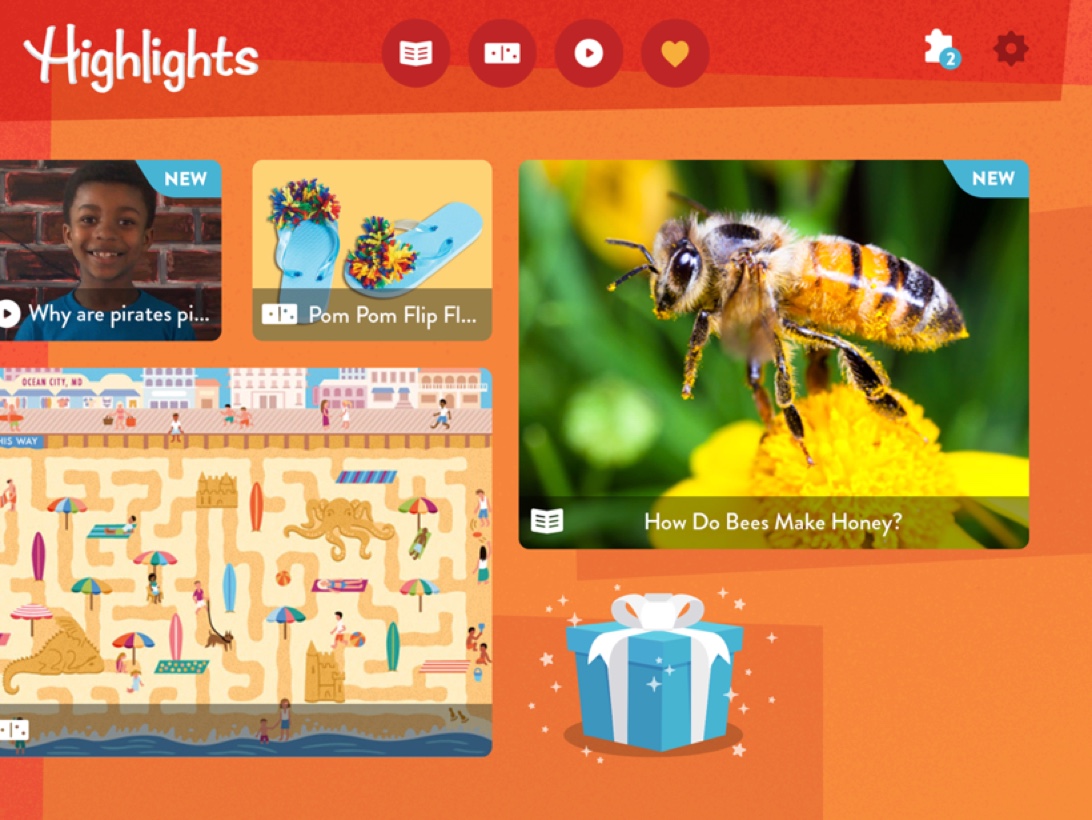 Highlights
2
NEW
Why are pirates pi...
Pom Pom Flip Fl...
NEW
How Do Bees Make Honey?
OCEAN CITY, MD
HIS WAY